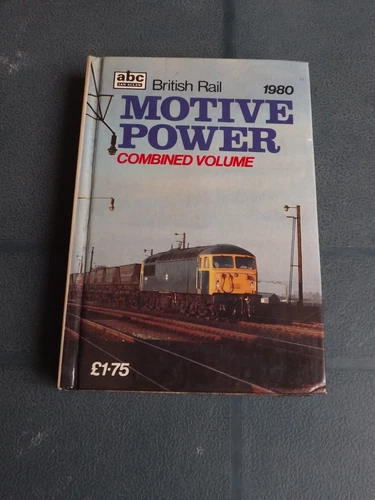 abc
IAN ALLAN
British Rail 1980
MOTIVE
POWER
COMBINED VOLUME
£1·75